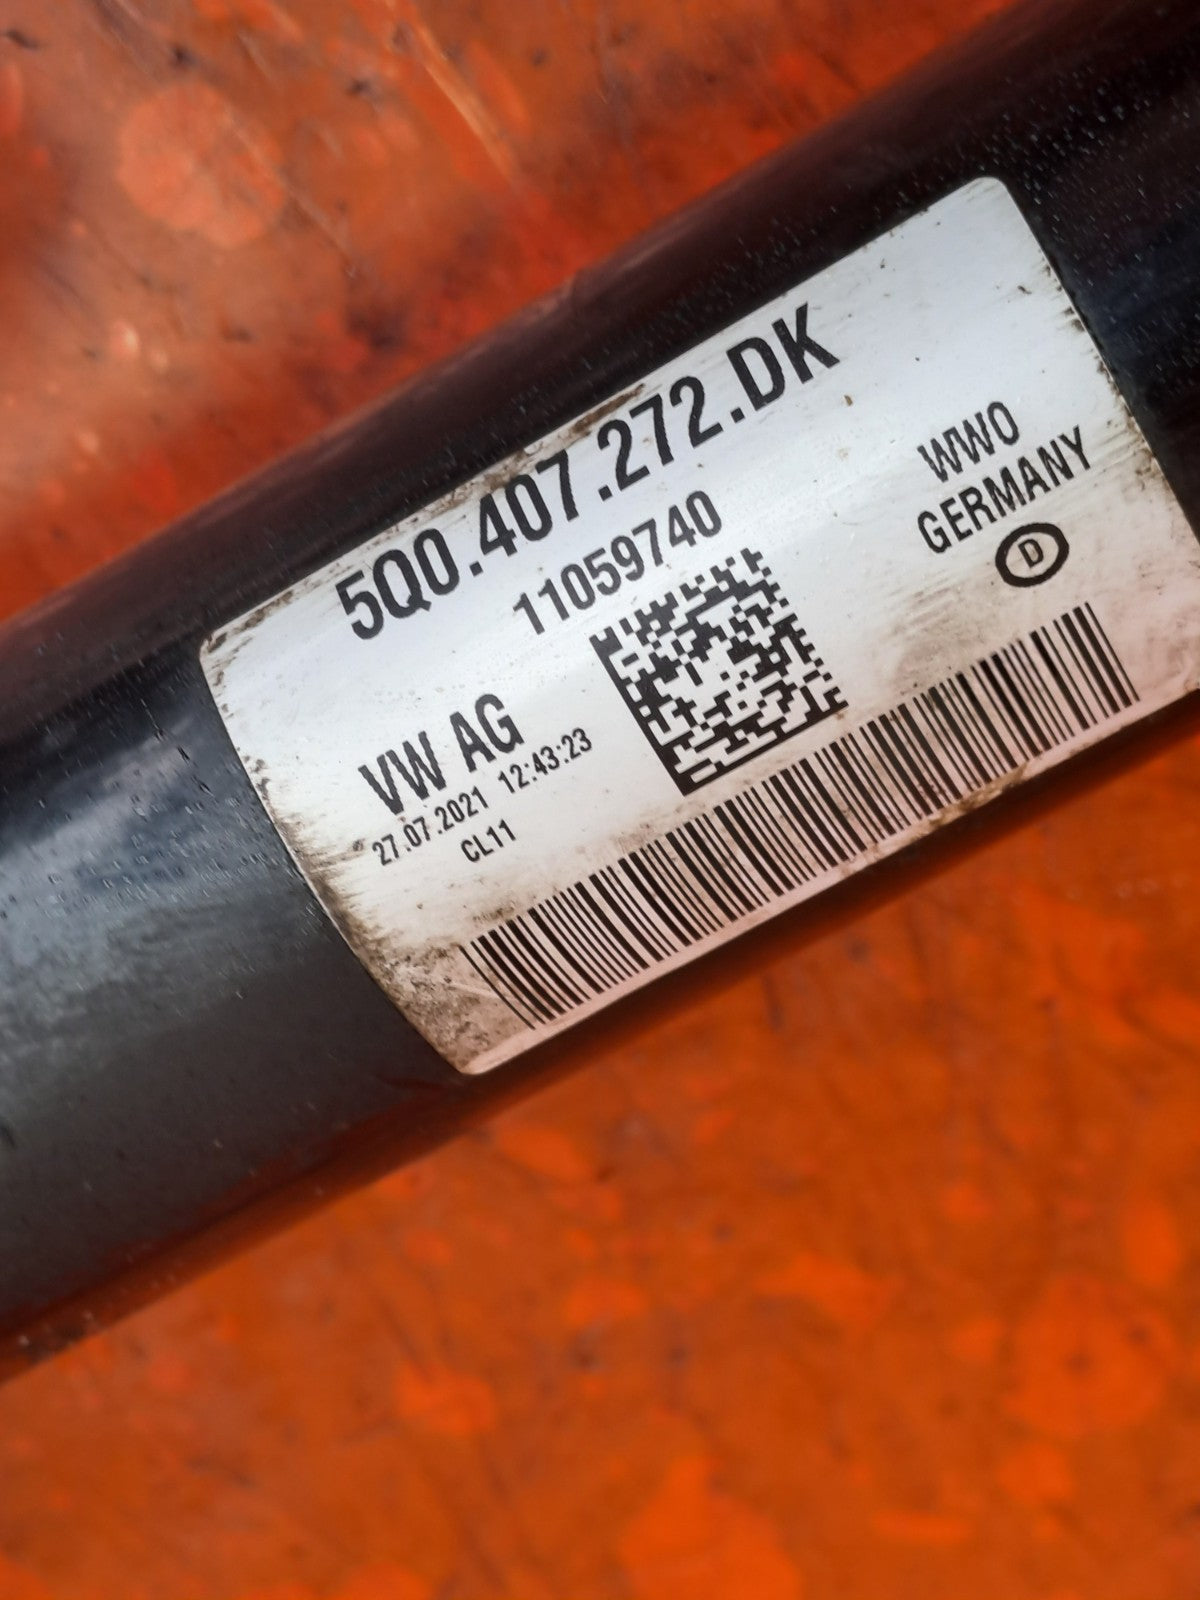 5Q0.407.272.DK
11059740
WWO
GERMANY
D
VW AG
27.07.2021 12:43:23
CL11